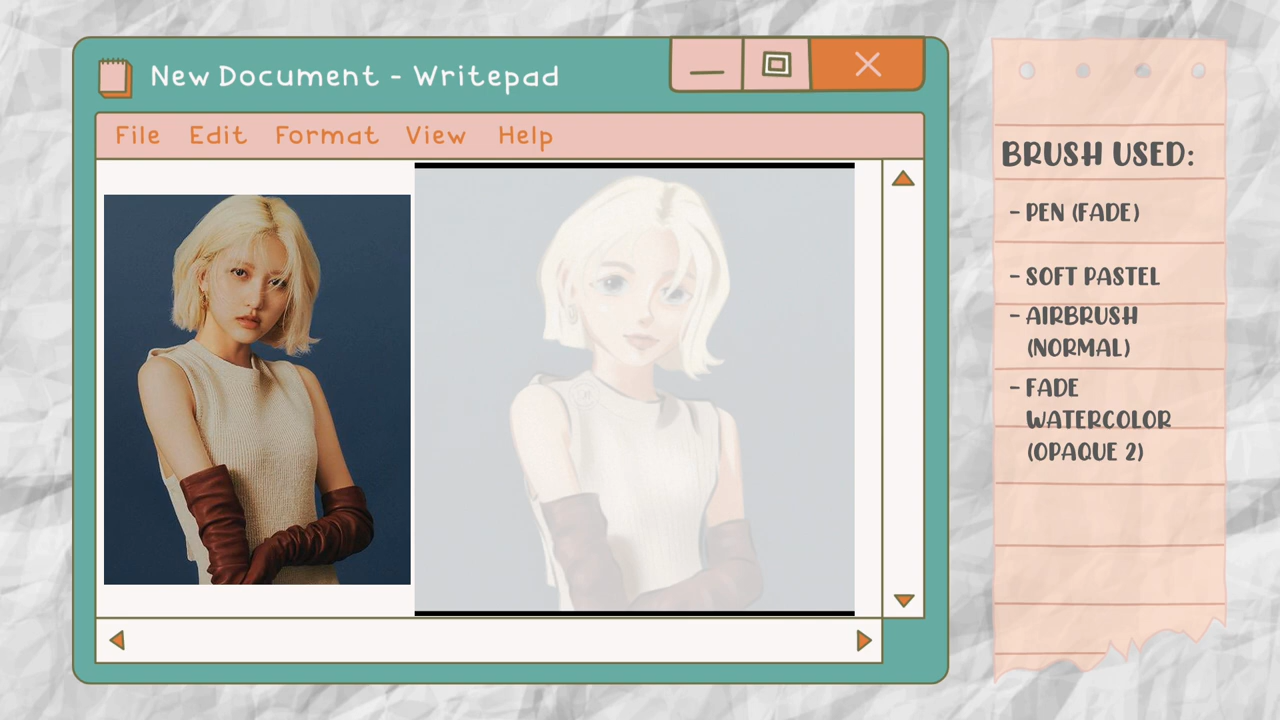 New Document - Writepad
File Edit Format View Help
BRUSH USED:
- PEN (FADE)
- SOFT PASTEL
- AIRBRUSH
(NORMAL)
- FADE
WATERCOLOR
(OPAQUE 2)